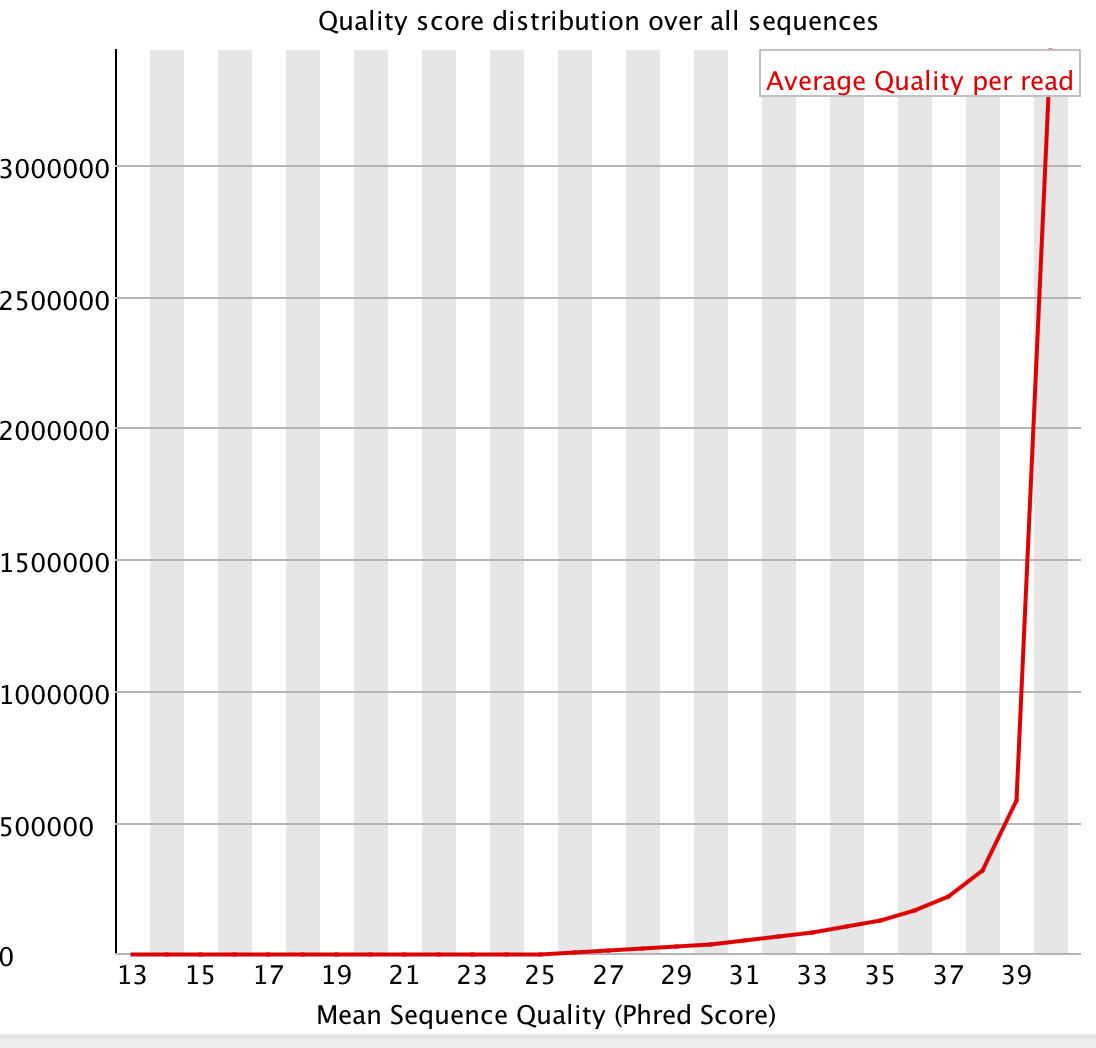 Quality score distribution over all sequences
Average Quality per read
3000000
2500000
2000000
1500000
1000000
500000
0
13 15 17 19 21 23 25 27 29 31 33 35 37 39
Mean Sequence Quality (Phred Score)